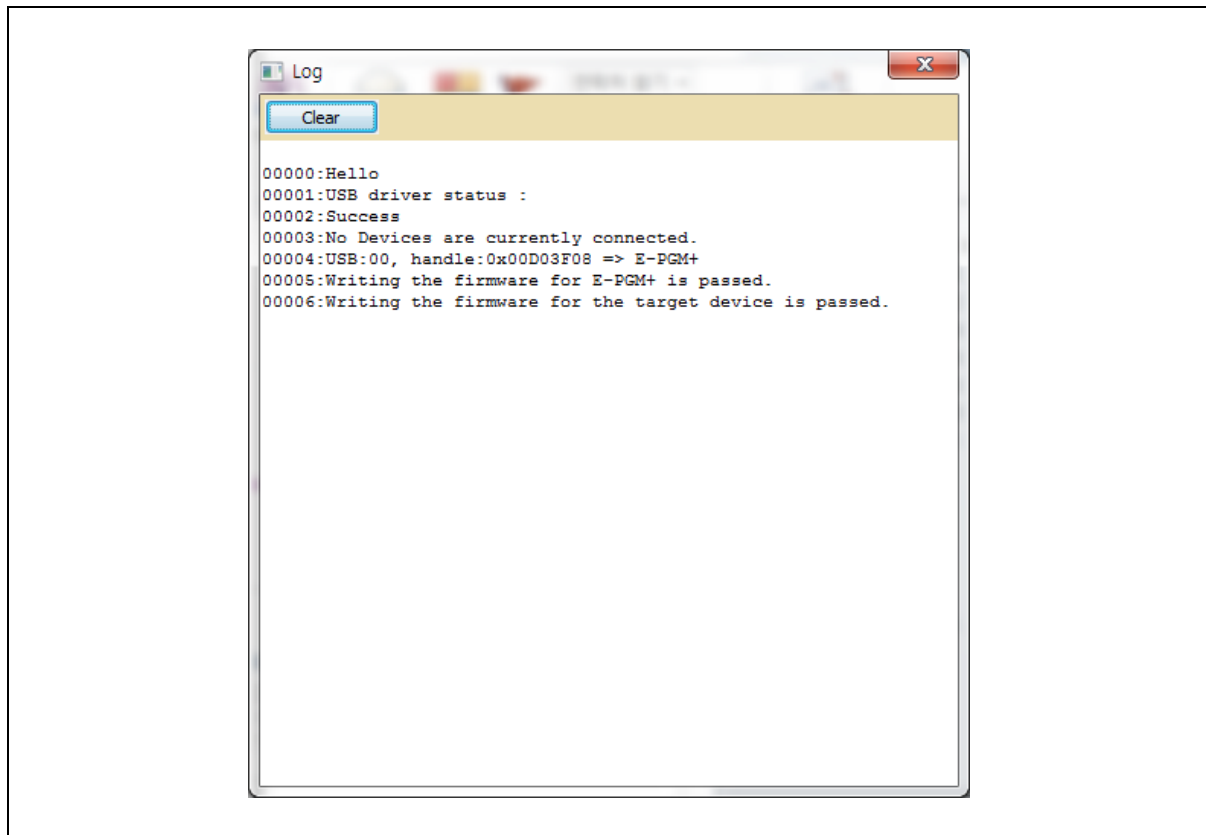 Log
Clear
00000:Hello
00001:USB driver status :
00002:Success
00003:No Devices are currently connected.
00004:USB:00, handle:0x00D03F08 => E-PGM+
00005:Writing the firmware for E-PGM+ is passed.
00006:Writing the firmware for the target device is passed.